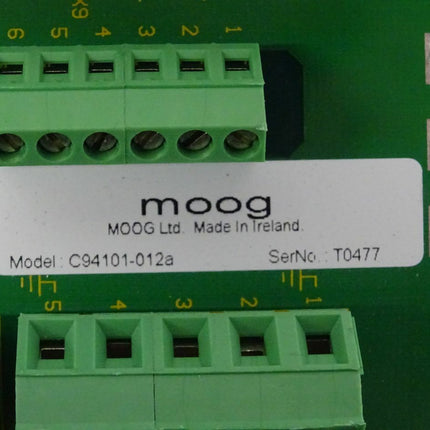 X9
6 5 4 3 2 1
moog
MOOG Ltd. Made In Ireland.
Model : C94101-012a SerNo. : T0477
5 4 3 2 1